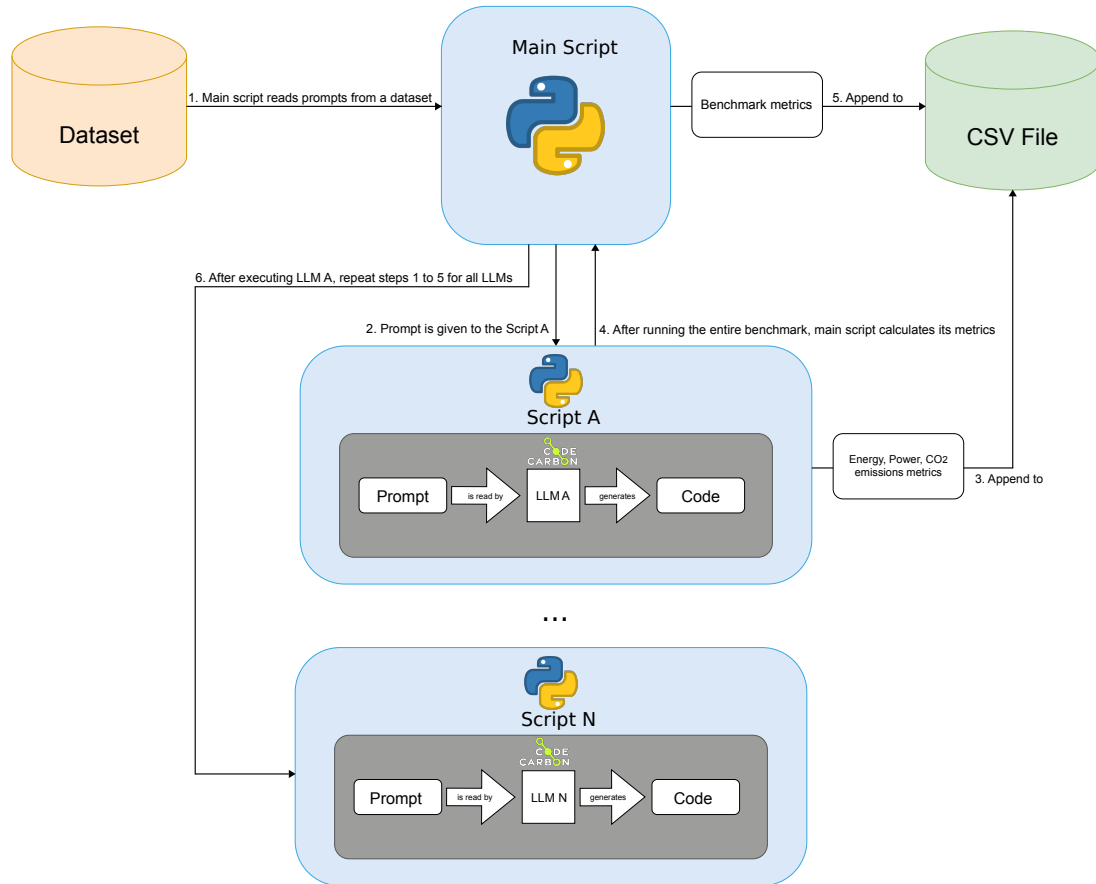 Main Script
Dataset
1. Main script reads prompts from a dataset
Benchmark metrics
5. Append to
CSV File
6. After executing LLM A, repeat steps 1 to 5 for all LLMs
2. Prompt is given to the Script A
4. After running the entire benchmark, main script calculates its metrics
Script A
CODE
CARBON
Prompt
is read by
LLM A
generates
Code
Energy, Power, CO2
emissions metrics
3. Append to
...
Script N
CODE
CARBON
Prompt
is read by
LLM N
generates
Code